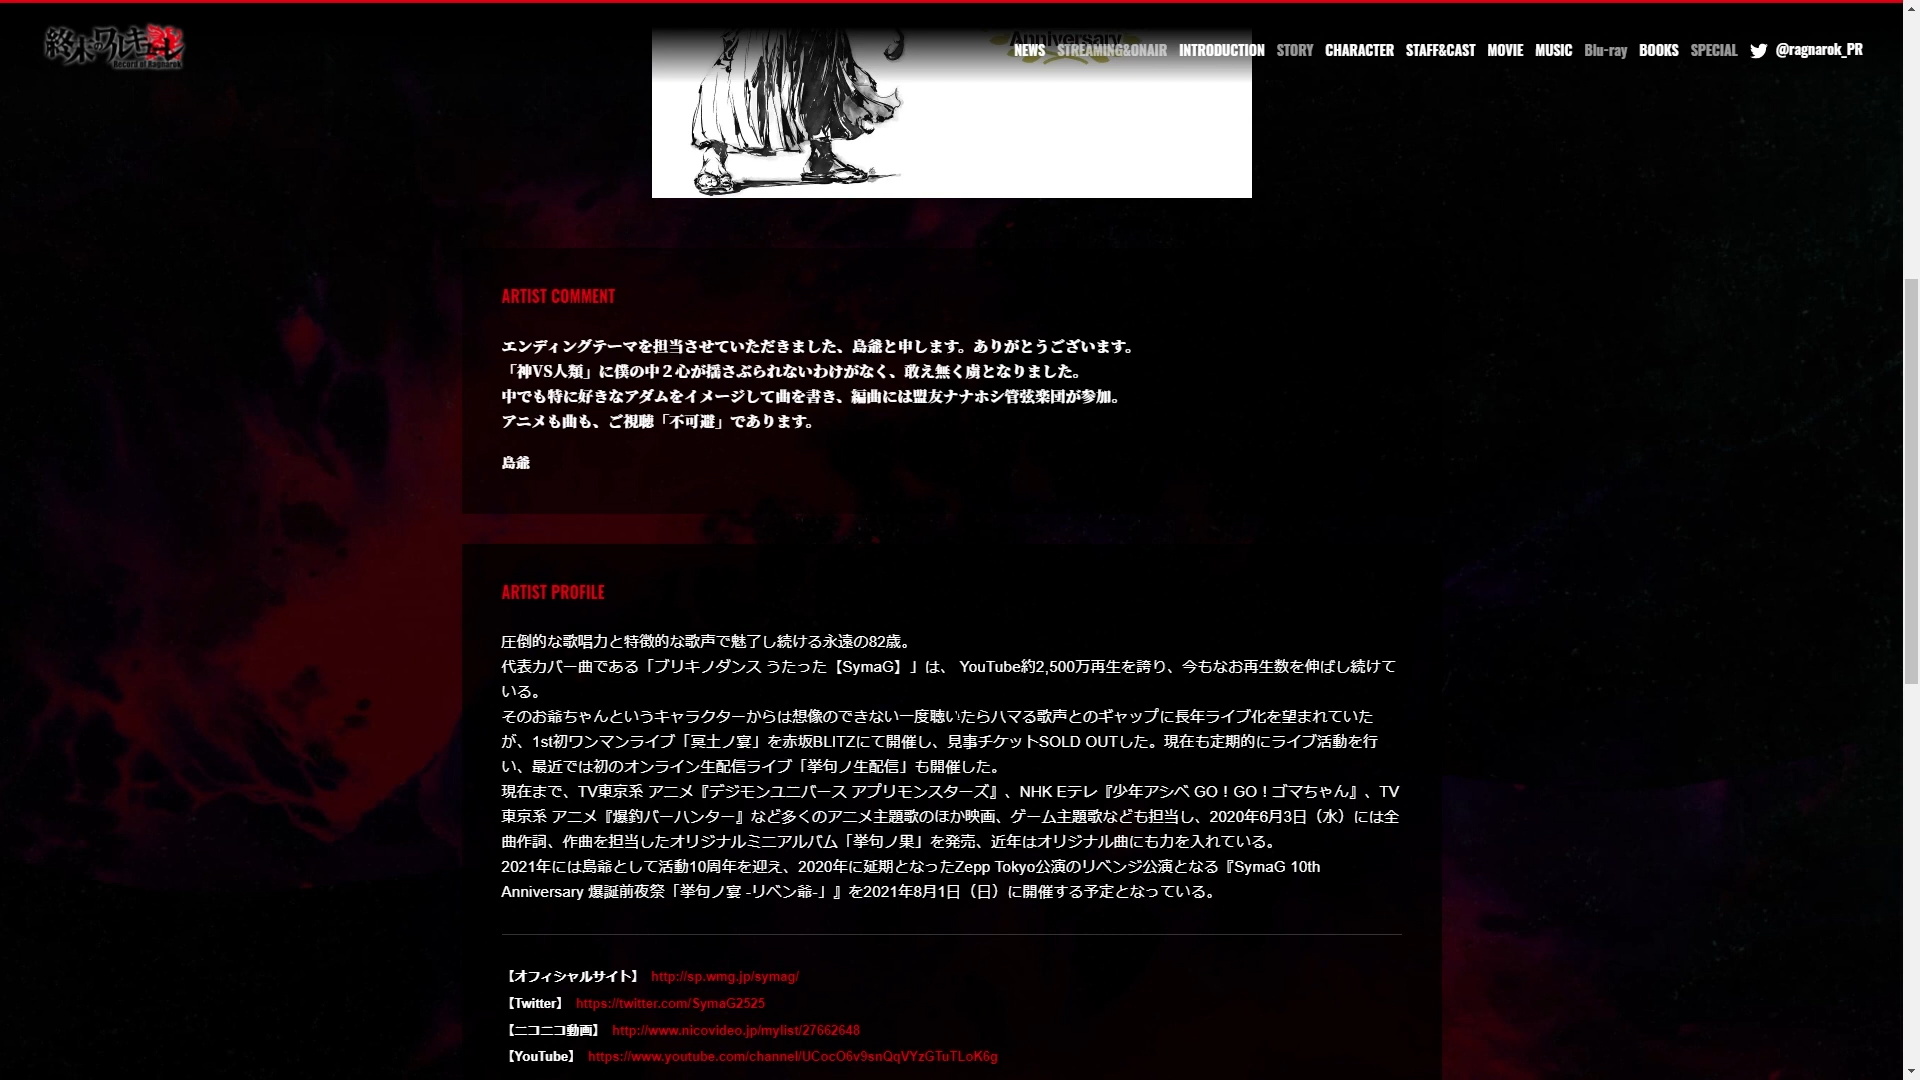 終末のワルキューレ
Record of Ragnarok
Anniversary
NEWS STREAMING&ONAIR INTRODUCTION STORY CHARACTER STAFF&CAST MOVIE MUSIC Blu-ray BOOKS SPECIAL @ragnarok_PR
ARTIST COMMENT
エンディングテーマを担当させていただきました、島爺と申します。ありがとうございます。
「神VS人類」に僕の中２心が揺さぶられないわけがなく、敢え無く虜となりました。
中でも特に好きなアダムをイメージして曲を書き、編曲には盟友ナナホシ管弦楽団が参加。
アニメも曲も、ご視聴「不可避」であります。
島爺
ARTIST PROFILE
圧倒的な歌唱力と特徴的な歌声で魅了し続ける永遠の82歳。
代表カバー曲である「ブリキノダンス うたった【SymaG】」は、 YouTube約2,500万再生を誇り、今もなお再生数を伸ばし続けて
いる。
そのお爺ちゃんというキャラクターからは想像のできない一度聴いたらハマる歌声とのギャップに長年ライブ化を望まれていた
が、1st初ワンマンライブ「冥土ノ宴」を赤坂BLITZにて開催し、見事チケットSOLD OUTした。現在も定期的にライブ活動を行
い、最近では初のオンライン生配信ライブ「挙句ノ生配信」も開催した。
現在まで、TV東京系 アニメ『デジモンユニバース アプリモンスターズ』、NHK Eテレ『少年アシベ GO！GO！ゴマちゃん』、TV
東京系 アニメ『爆釣バーハンター』など多くのアニメ主題歌のほか映画、ゲーム主題歌なども担当し、2020年6月3日（水）には全
曲作詞、作曲を担当したオリジナルミニアルバム「挙句ノ果」を発売、近年はオリジナル曲にも力を入れている。
2021年には島爺として活動10周年を迎え、2020年に延期となったZepp Tokyo公演のリベンジ公演となる『SymaG 10th
Anniversary 爆誕前夜祭「挙句ノ宴 -リベン爺-」』を2021年8月1日（日）に開催する予定となっている。
【オフィシャルサイト】 http://sp.wmg.jp/symag/
【Twitter】 https://twitter.com/SymaG2525
【ニコニコ動画】 http://www.nicovideo.jp/mylist/27662648
【YouTube】 https://www.youtube.com/channel/UCocO6v9snQqVYzGTuTLoK6g